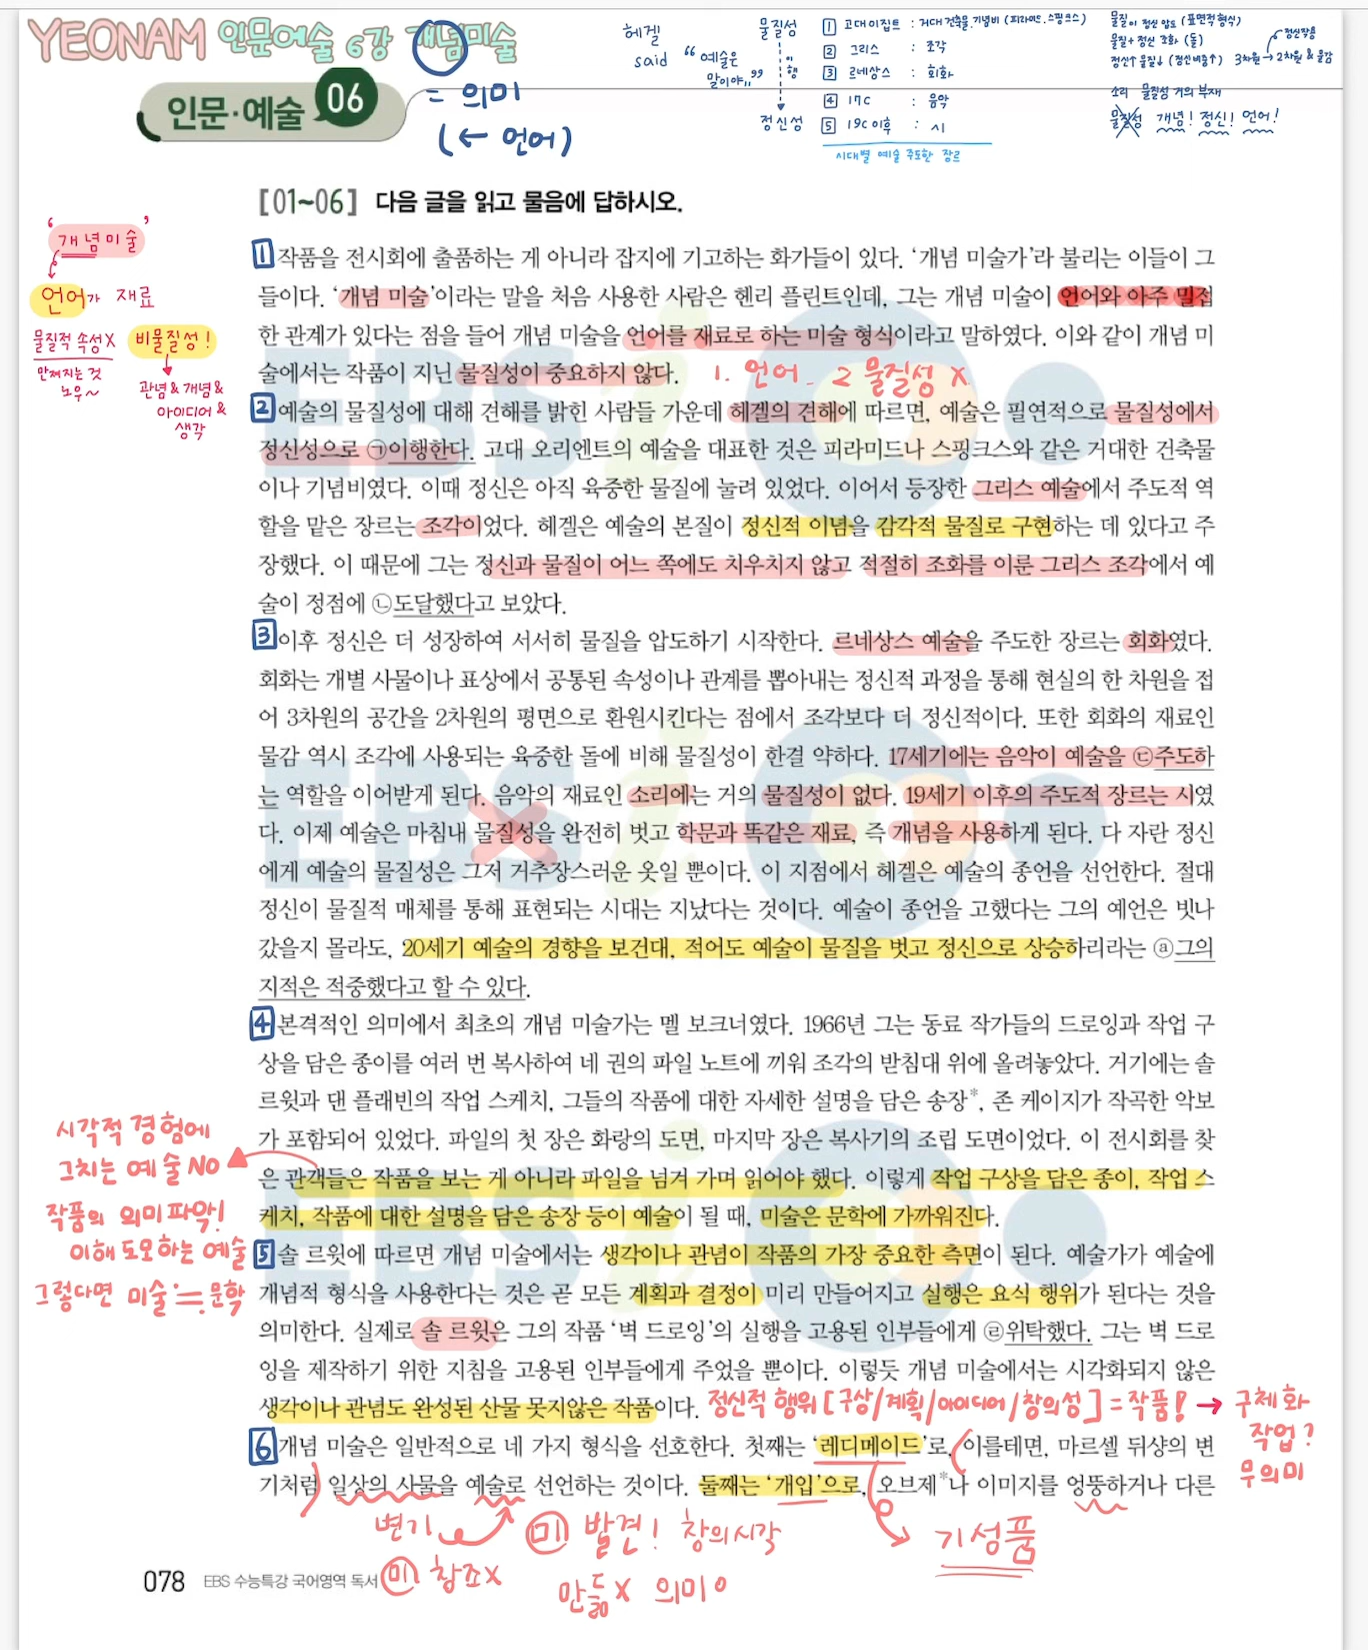 YEONAM 인문예술 6강 개념미술
= 의미
(← 언어)
인문·예술 06
헤겔
said “예술은
말이야„”
물질성
이행
정신성
1 고대이집트 : 거대 건축물.기념비 (피라미드.스핑크스)
2 그리스 : 조각
3 르네상스 : 회화
4 17C : 음악
5 19C이후 : 시
시대별 예술 주도한 장르
물질이 정신 압도 (표면적형식)
물질+정신 조화 (돌)
정신↑ 물질↓ (정신비중↑) 3차원→2차원 & 물감
정신작용
소리 물질성 거의 부재
물질성 개념! 정신! 언어!
[01~06] 다음 글을 읽고 물음에 답하시오.
‘개념미술’
언어가 재료
물질적 속성X 비물질성!
만져지는 것
노우~
관념&개념&
아이디어&
생각
1 작품을 전시회에 출품하는 게 아니라 잡지에 기고하는 화가들이 있다. ‘개념 미술가’라 불리는 이들이 그
들이다. ‘개념 미술’이라는 말을 처음 사용한 사람은 헨리 플린트인데, 그는 개념 미술이 언어와 아주 밀접
한 관계가 있다는 점을 들어 개념 미술을 언어를 재료로 하는 미술 형식이라고 말하였다. 이와 같이 개념 미
술에서는 작품이 지닌 물질성이 중요하지 않다. 1. 언어. 2 물질성 X
2 예술의 물질성에 대해 견해를 밝힌 사람들 가운데 헤겔의 견해에 따르면, 예술은 필연적으로 물질성에서
정신성으로 ㉠이행한다. 고대 오리엔트의 예술을 대표한 것은 피라미드나 스핑크스와 같은 거대한 건축물
이나 기념비였다. 이때 정신은 아직 육중한 물질에 눌려 있었다. 이어서 등장한 그리스 예술에서 주도적 역
할을 맡은 장르는 조각이었다. 헤겔은 예술의 본질이 정신적 이념을 감각적 물질로 구현하는 데 있다고 주
장했다. 이 때문에 그는 정신과 물질이 어느 쪽에도 치우치지 않고 적절히 조화를 이룬 그리스 조각에서 예
술이 정점에 ㉡도달했다고 보았다.
3 이후 정신은 더 성장하여 서서히 물질을 압도하기 시작한다. 르네상스 예술을 주도한 장르는 회화였다.
회화는 개별 사물이나 표상에서 공통된 속성이나 관계를 뽑아내는 정신적 과정을 통해 현실의 한 차원을 접
어 3차원의 공간을 2차원의 평면으로 환원시킨다는 점에서 조각보다 더 정신적이다. 또한 회화의 재료인
물감 역시 조각에 사용되는 육중한 돌에 비해 물질성이 한결 약하다. 17세기에는 음악이 예술을 ㉢주도하
는 역할을 이어받게 된다. 음악의 재료인 소리에는 거의 물질성이 없다. 19세기 이후의 주도적 장르는 시였
다. 이제 예술은 마침내 물질성을 완전히 벗고 학문과 똑같은 재료, 즉 개념을 사용하게 된다. 다 자란 정신
에게 예술의 물질성은 그저 거추장스러운 옷일 뿐이다. 이 지점에서 헤겔은 예술의 종언을 선언한다. 절대
정신이 물질적 매체를 통해 표현되는 시대는 지났다는 것이다. 예술이 종언을 고했다는 그의 예언은 빗나
갔을지 몰라도, 20세기 예술의 경향을 보건대, 적어도 예술이 물질을 벗고 정신으로 상승하리라는 ⓐ그의
지적은 적중했다고 할 수 있다.
4 본격적인 의미에서 최초의 개념 미술가는 멜 보크너였다. 1966년 그는 동료 작가들의 드로잉과 작업 구
상을 담은 종이를 여러 번 복사하여 네 권의 파일 노트에 끼워 조각의 받침대 위에 올려놓았다. 거기에는 솔
르윗과 댄 플래빈의 작업 스케치, 그들의 작품에 대한 자세한 설명을 담은 송장*, 존 케이지가 작곡한 악보
가 포함되어 있었다. 파일의 첫 장은 화랑의 도면, 마지막 장은 복사기의 조립 도면이었다. 이 전시회를 찾
은 관객들은 작품을 보는 게 아니라 파일을 넘겨 가며 읽어야 했다. 이렇게 작업 구상을 담은 종이, 작업 스
케치, 작품에 대한 설명을 담은 송장 등이 예술이 될 때, 미술은 문학에 가까워진다.
시각적 경험에
그치는 예술 NO
작품의 의미파악!
이해 도모하는 예술
그렇다면 미술≒문학
5 솔 르윗에 따르면 개념 미술에서는 생각이나 관념이 작품의 가장 중요한 측면이 된다. 예술가가 예술에
개념적 형식을 사용한다는 것은 곧 모든 계획과 결정이 미리 만들어지고 실행은 요식 행위가 된다는 것을
의미한다. 실제로 솔 르윗은 그의 작품 ‘벽 드로잉’의 실행을 고용된 인부들에게 ㉣위탁했다. 그는 벽 드로
잉을 제작하기 위한 지침을 고용된 인부들에게 주었을 뿐이다. 이렇듯 개념 미술에서는 시각화되지 않은
생각이나 관념도 완성된 산물 못지않은 작품이다. 정신적 행위[구상/계획/아이디어/창의성]=작품! → 구체화
작업?
무의미
6 개념 미술은 일반적으로 네 가지 형식을 선호한다. 첫째는 ‘레디메이드’로, 이를테면, 마르셀 뒤샹의 변
기처럼 일상의 사물을 예술로 선언하는 것이다. 둘째는 ‘개입’으로, 오브제*나 이미지를 엉뚱하거나 다른
변기
미 창조X
미 발견! 창의시각
만듦X 의미O
기성품
078 EBS 수능특강 국어영역 독서